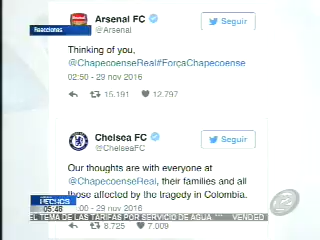 Reacciones
Arsenal FC
@Arsenal
Seguir
Thinking of you,
@ChapecoenseReal#ForçaChapecoense
02:50 - 29 nov 2016
15.191 12.797
Chelsea FC
@ChelseaFC
Seguir
Our thoughts are with everyone at
@ChapecoenseReal, their families and all
those affected by the tragedy in Colombia.
:00 - 29 nov 2016
HECHOS
05:46
2
EL TEMA DE LAS TARIFAS POR SERVICIO DE AGUA *** VENDED
8.725 7.009